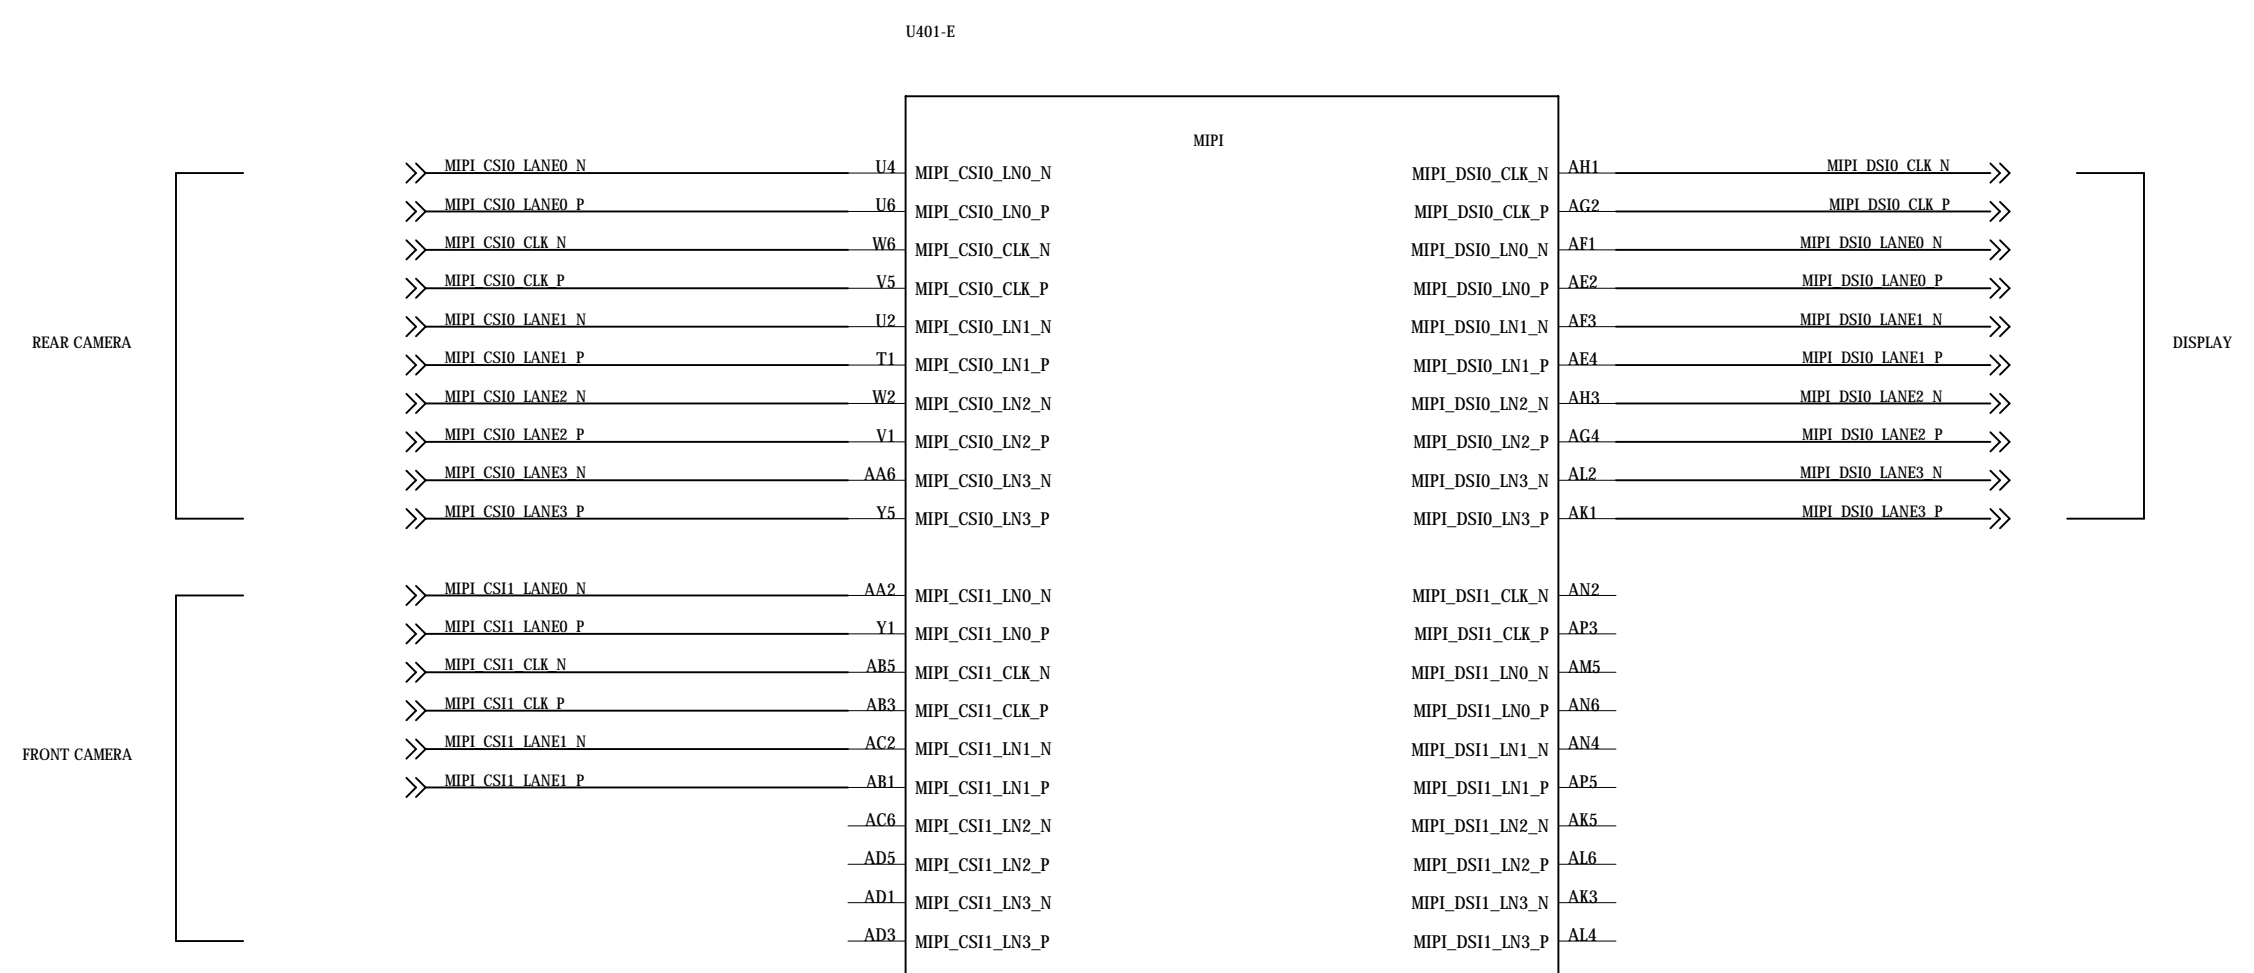 U401-E
MIPI
MIPI_CSI0_LANE0_N U4 MIPI_CSI0_LN0_N MIPI_DSI0_CLK_N AH1 MIPI_DSI0_CLK_N
MIPI_CSI0_LANE0_P U6 MIPI_CSI0_LN0_P MIPI_DSI0_CLK_P AG2 MIPI_DSI0_CLK_P
MIPI_CSI0_CLK_N W6 MIPI_CSI0_CLK_N MIPI_DSI0_LN0_N AF1 MIPI_DSI0_LANE0_N
MIPI_CSI0_CLK_P V5 MIPI_CSI0_CLK_P MIPI_DSI0_LN0_P AE2 MIPI_DSI0_LANE0_P
MIPI_CSI0_LANE1_N U2 MIPI_CSI0_LN1_N MIPI_DSI0_LN1_N AF3 MIPI_DSI0_LANE1_N
REAR CAMERA DISPLAY
MIPI_CSI0_LANE1_P T1 MIPI_CSI0_LN1_P MIPI_DSI0_LN1_P AE4 MIPI_DSI0_LANE1_P
MIPI_CSI0_LANE2_N W2 MIPI_CSI0_LN2_N MIPI_DSI0_LN2_N AH3 MIPI_DSI0_LANE2_N
MIPI_CSI0_LANE2_P V1 MIPI_CSI0_LN2_P MIPI_DSI0_LN2_P AG4 MIPI_DSI0_LANE2_P
MIPI_CSI0_LANE3_N AA6 MIPI_CSI0_LN3_N MIPI_DSI0_LN3_N AL2 MIPI_DSI0_LANE3_N
MIPI_CSI0_LANE3_P Y5 MIPI_CSI0_LN3_P MIPI_DSI0_LN3_P AK1 MIPI_DSI0_LANE3_P
MIPI_CSI1_LANE0_N AA2 MIPI_CSI1_LN0_N MIPI_DSI1_CLK_N AN2
MIPI_CSI1_LANE0_P Y1 MIPI_CSI1_LN0_P MIPI_DSI1_CLK_P AP3
MIPI_CSI1_CLK_N AB5 MIPI_CSI1_CLK_N MIPI_DSI1_LN0_N AM5
MIPI_CSI1_CLK_P AB3 MIPI_CSI1_CLK_P MIPI_DSI1_LN0_P AN6
MIPI_CSI1_LANE1_N AC2 MIPI_CSI1_LN1_N MIPI_DSI1_LN1_N AN4
FRONT CAMERA
MIPI_CSI1_LANE1_P AB1 MIPI_CSI1_LN1_P MIPI_DSI1_LN1_P AP5
AC6 MIPI_CSI1_LN2_N MIPI_DSI1_LN2_N AK5
AD5 MIPI_CSI1_LN2_P MIPI_DSI1_LN2_P AL6
AD1 MIPI_CSI1_LN3_N MIPI_DSI1_LN3_N AK3
AD3 MIPI_CSI1_LN3_P MIPI_DSI1_LN3_P AL4